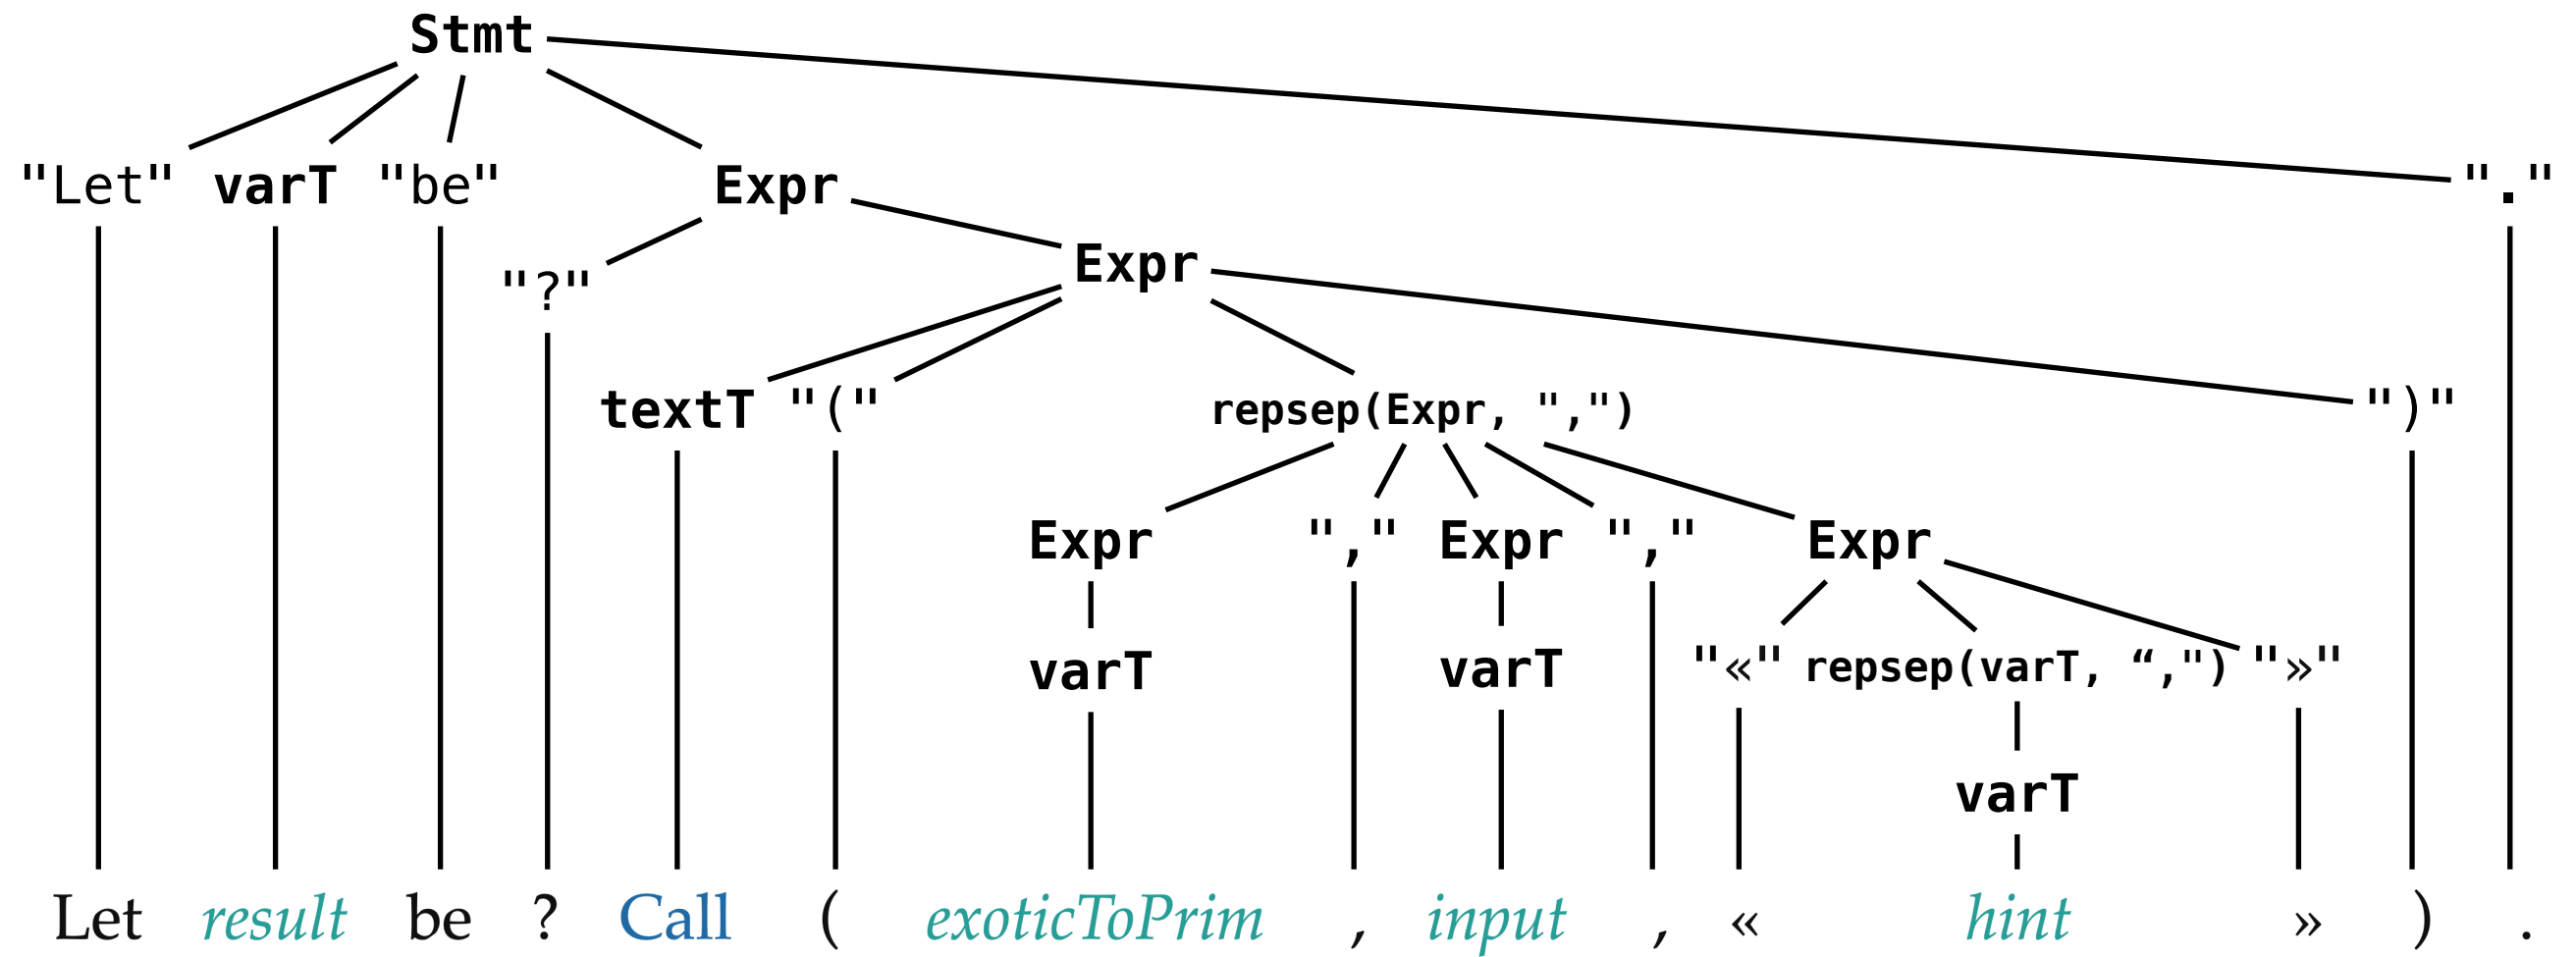 Stmt
"Let" varT "be" Expr "."
"?" Expr
textT "(" repsep(Expr, ",") ")"
Expr "," Expr "," Expr
varT varT "«" repsep(varT, “,") "»"
varT
Let result be ? Call ( exoticToPrim , input , « hint » ) .